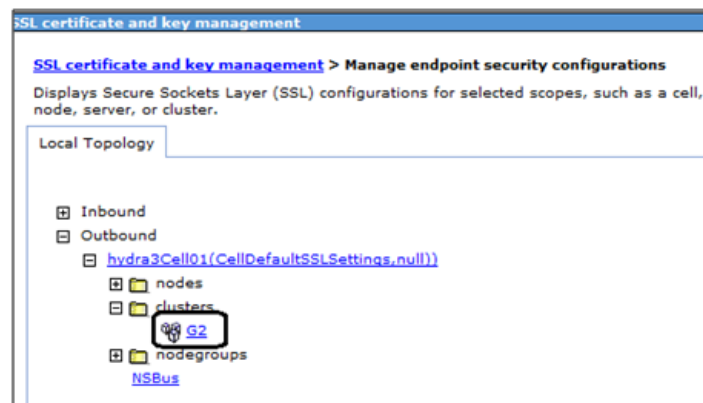 SSL certificate and key management
SSL certificate and key management > Manage endpoint security configurations
Displays Secure Sockets Layer (SSL) configurations for selected scopes, such as a cell,
node, server, or cluster.
Local Topology
Inbound
Outbound
hydra3Cell01(CellDefaultSSLSettings,null))
nodes
clusters
G2
nodegroups
NSBus